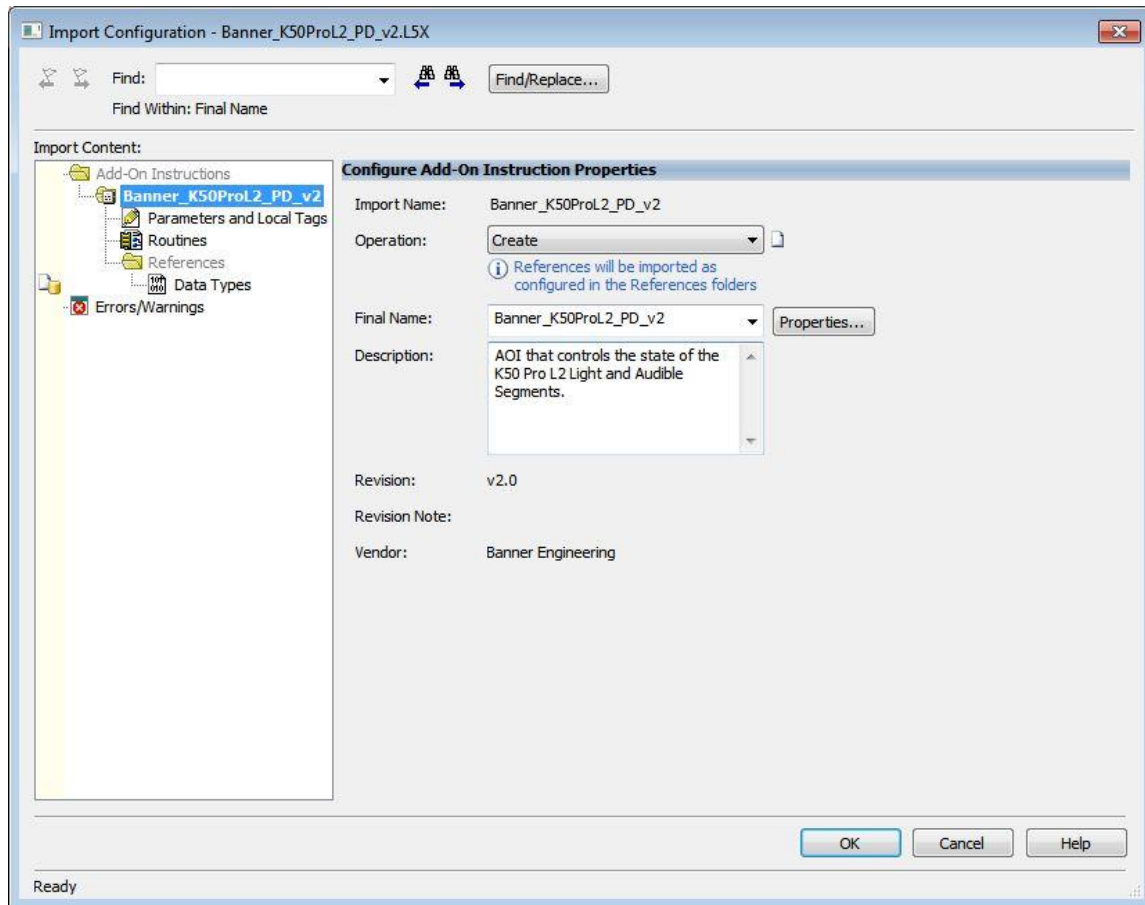 Import Configuration - Banner_K50ProL2_PD_v2.L5X
Find:
Find/Replace...
Find Within: Final Name
Import Content:
Add-On Instructions
Banner_K50ProL2_PD_v2
Parameters and Local Tags
Routines
References
Data Types
Errors/Warnings
Configure Add-On Instruction Properties
Import Name: Banner_K50ProL2_PD_v2
Operation: Create
References will be imported as
configured in the References folders
Final Name: Banner_K50ProL2_PD_v2 Properties...
Description: AOI that controls the state of the
K50 Pro L2 Light and Audible
Segments.
Revision: v2.0
Revision Note:
Vendor: Banner Engineering
OK Cancel Help
Ready